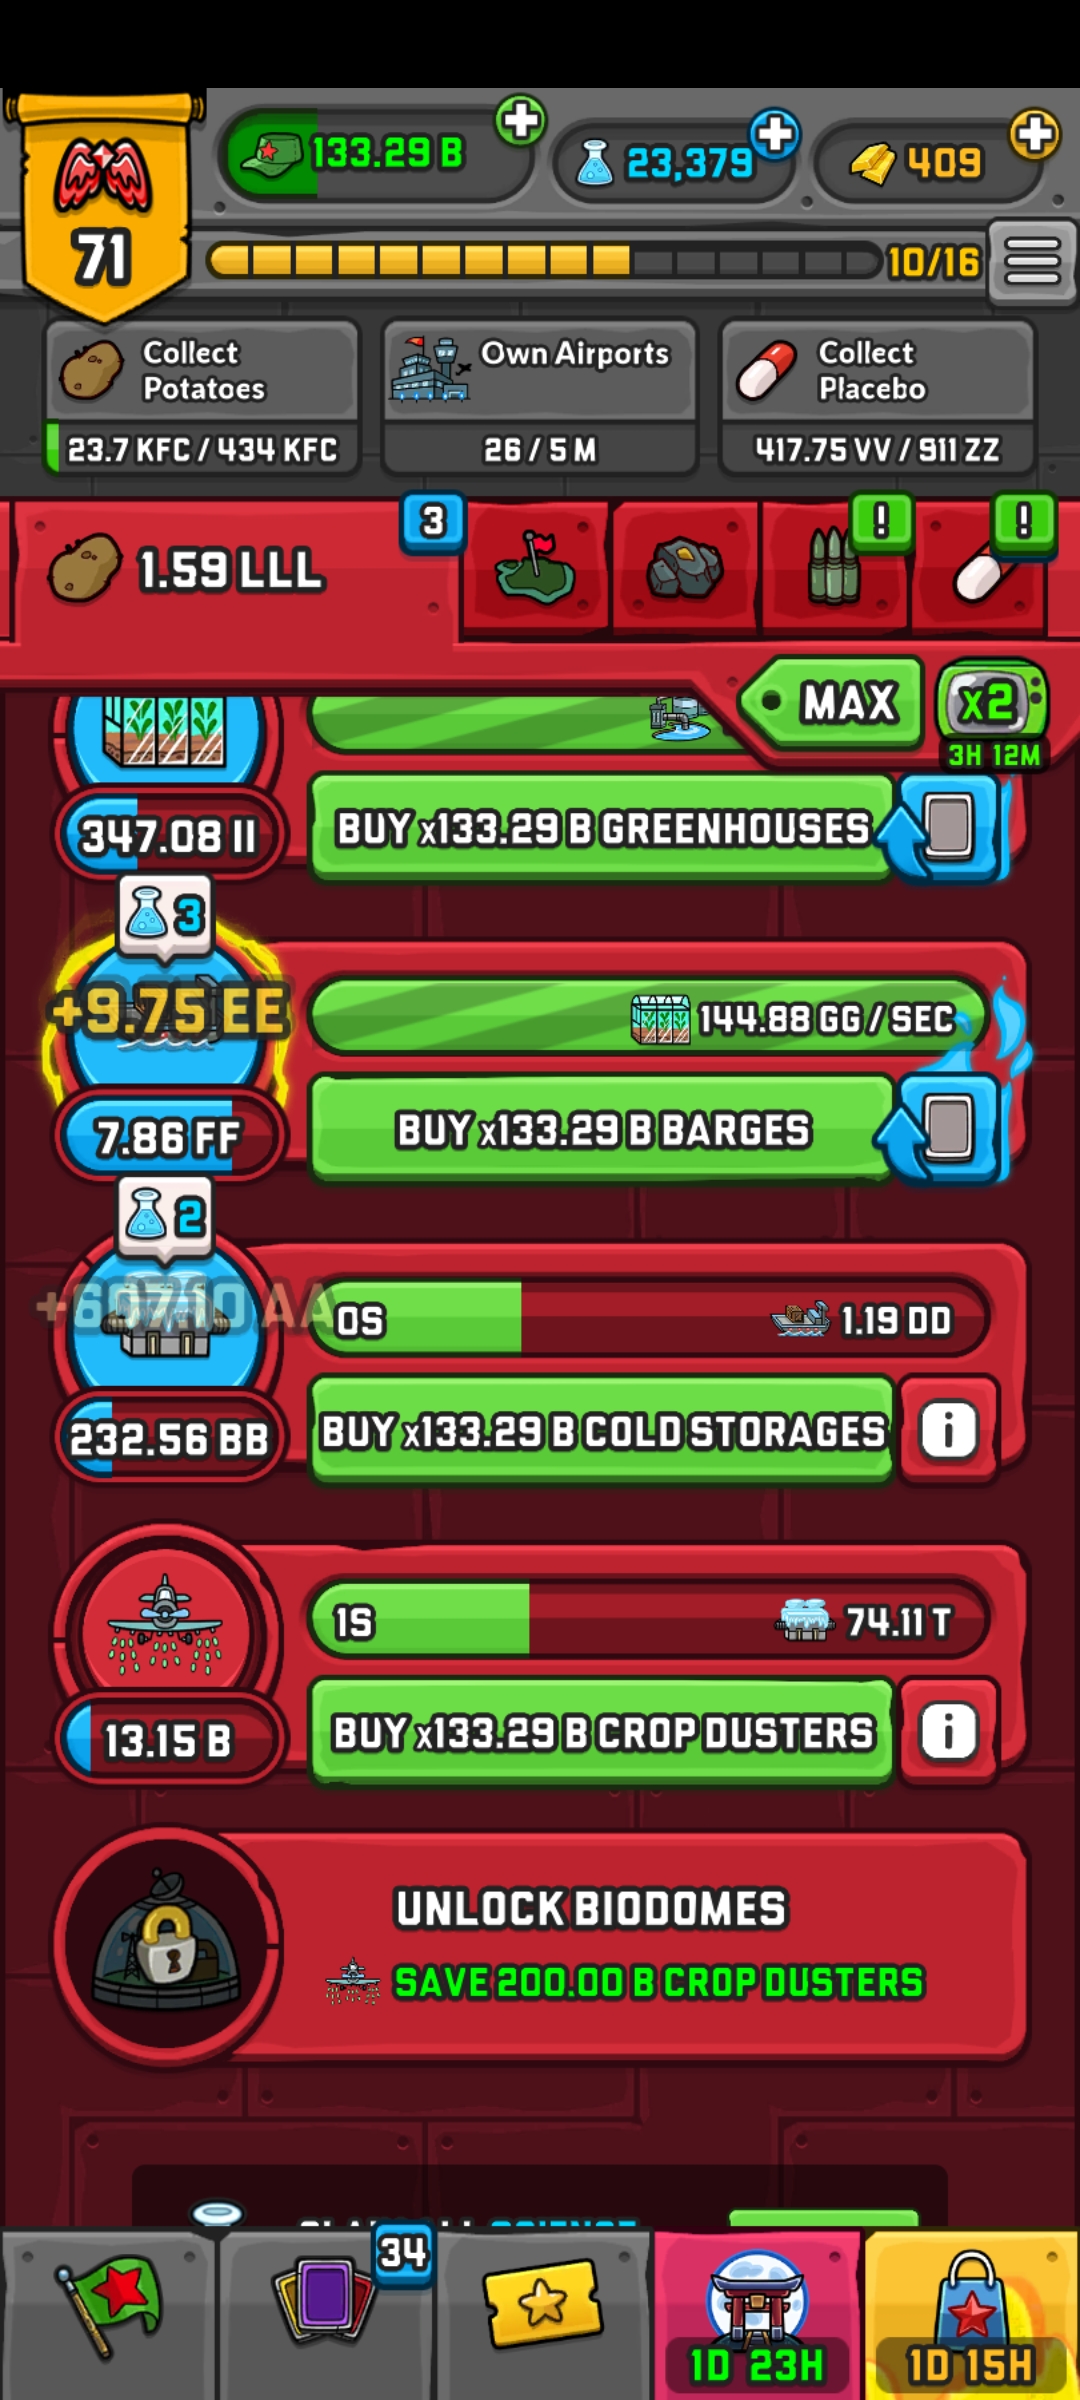 133.29 B
23,379
409
71
10/16
Collect Potatoes
23.7 KFC / 434 KFC
Own Airports
26 / 5 M
Collect Placebo
417.75 VV / 911 ZZ
1.59 LLL
3
!
!
MAX
x2
3H 12M
347.08 II
BUY x133.29 B GREENHOUSES
3
+9.75 EE
144.88 GG / SEC
7.86 FF
BUY x133.29 B BARGES
2
0S
1.19 DD
232.56 BB
BUY x133.29 B COLD STORAGES
i
1S
74.11 T
13.15 B
BUY x133.29 B CROP DUSTERS
i
UNLOCK BIODOMES
SAVE 200.00 B CROP DUSTERS
34
1D 23H
1D 15H